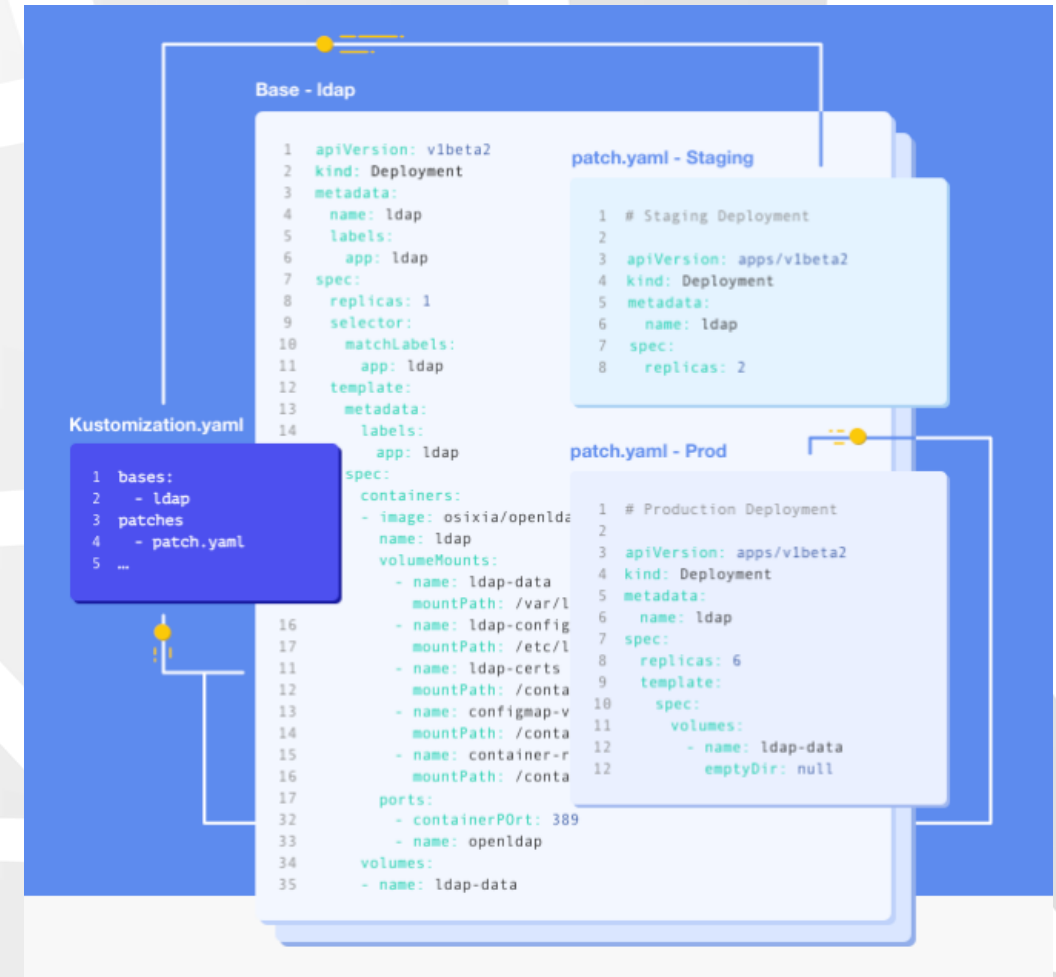 Base - ldap
1 apiVersion: v1beta2
2 kind: Deployment
3 metadata:
4 name: ldap
5 labels:
6 app: ldap
7 spec:
8 replicas: 1
9 selector:
10 matchLabels:
11 app: ldap
12 template:
13 metadata:
14 labels:
app: ldap
spec:
containers:
- image: osixia/openlda
name: ldap
volumeMounts:
- name: ldap-data
mountPath: /var/l
16 - name: ldap-config
17 mountPath: /etc/l
11 - name: ldap-certs
12 mountPath: /conta
13 - name: configmap-v
14 mountPath: /conta
15 - name: container-r
16 mountPath: /conta
17 ports:
32 - containerPOrt: 389
33 - name: openldap
34 volumes:
35 - name: ldap-data
patch.yaml - Staging
1 # Staging Deployment
2
3 apiVersion: apps/v1beta2
4 kind: Deployment
5 metadata:
6 name: ldap
7 spec:
8 replicas: 2
Kustomization.yaml
1 bases:
2 - ldap
3 patches
4 - patch.yaml
5 …
patch.yaml - Prod
1 # Production Deployment
2
3 apiVersion: apps/v1beta2
4 kind: Deployment
5 metadata:
6 name: ldap
7 spec:
8 replicas: 6
9 template:
10 spec:
11 volumes:
12 - name: ldap-data
12 emptyDir: null